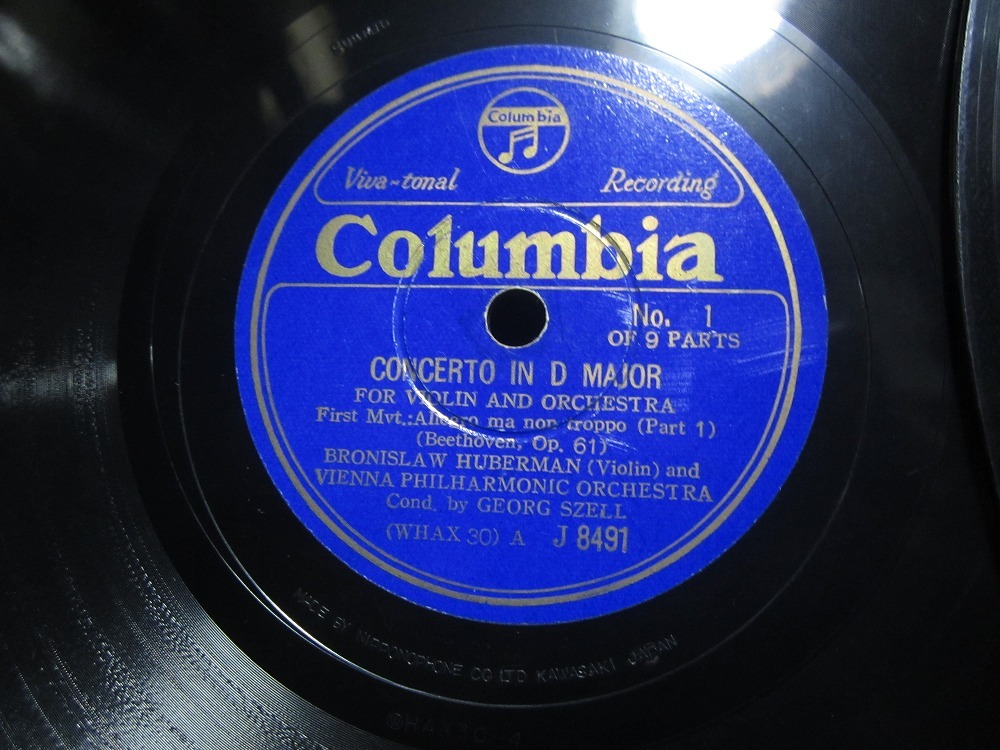 Columbia
Viva-tonal Recording
Columbia
No. 1
OF 9 PARTS
CONCERTO IN D MAJOR
FOR VIOLIN AND ORCHESTRA
First Mvt.:Allegro ma non troppo (Part 1)
(Beethoven, Op. 61)
BRONISLAW HUBERMAN (Violin) and
VIENNA PHILHARMONIC ORCHESTRA
Cond. by GEORG SZELL
(WHAX 30) A J 8491
MADE BY NIPPONOPHONE CO LTD KAWASAKI JAPAN